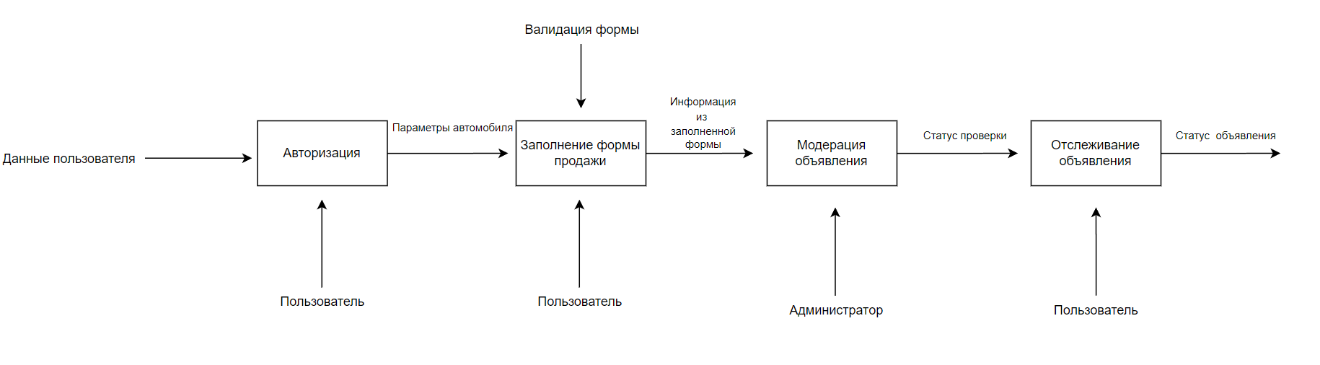 Валидация формы
Данные пользователя
Авторизация
Параметры автомобиля
Заполнение формы
продажи
Информация
из
заполненной
формы
Модерация
объявления
Статус проверки
Отслеживание
объявления
Статус объявления
Пользователь
Пользователь
Администратор
Пользователь